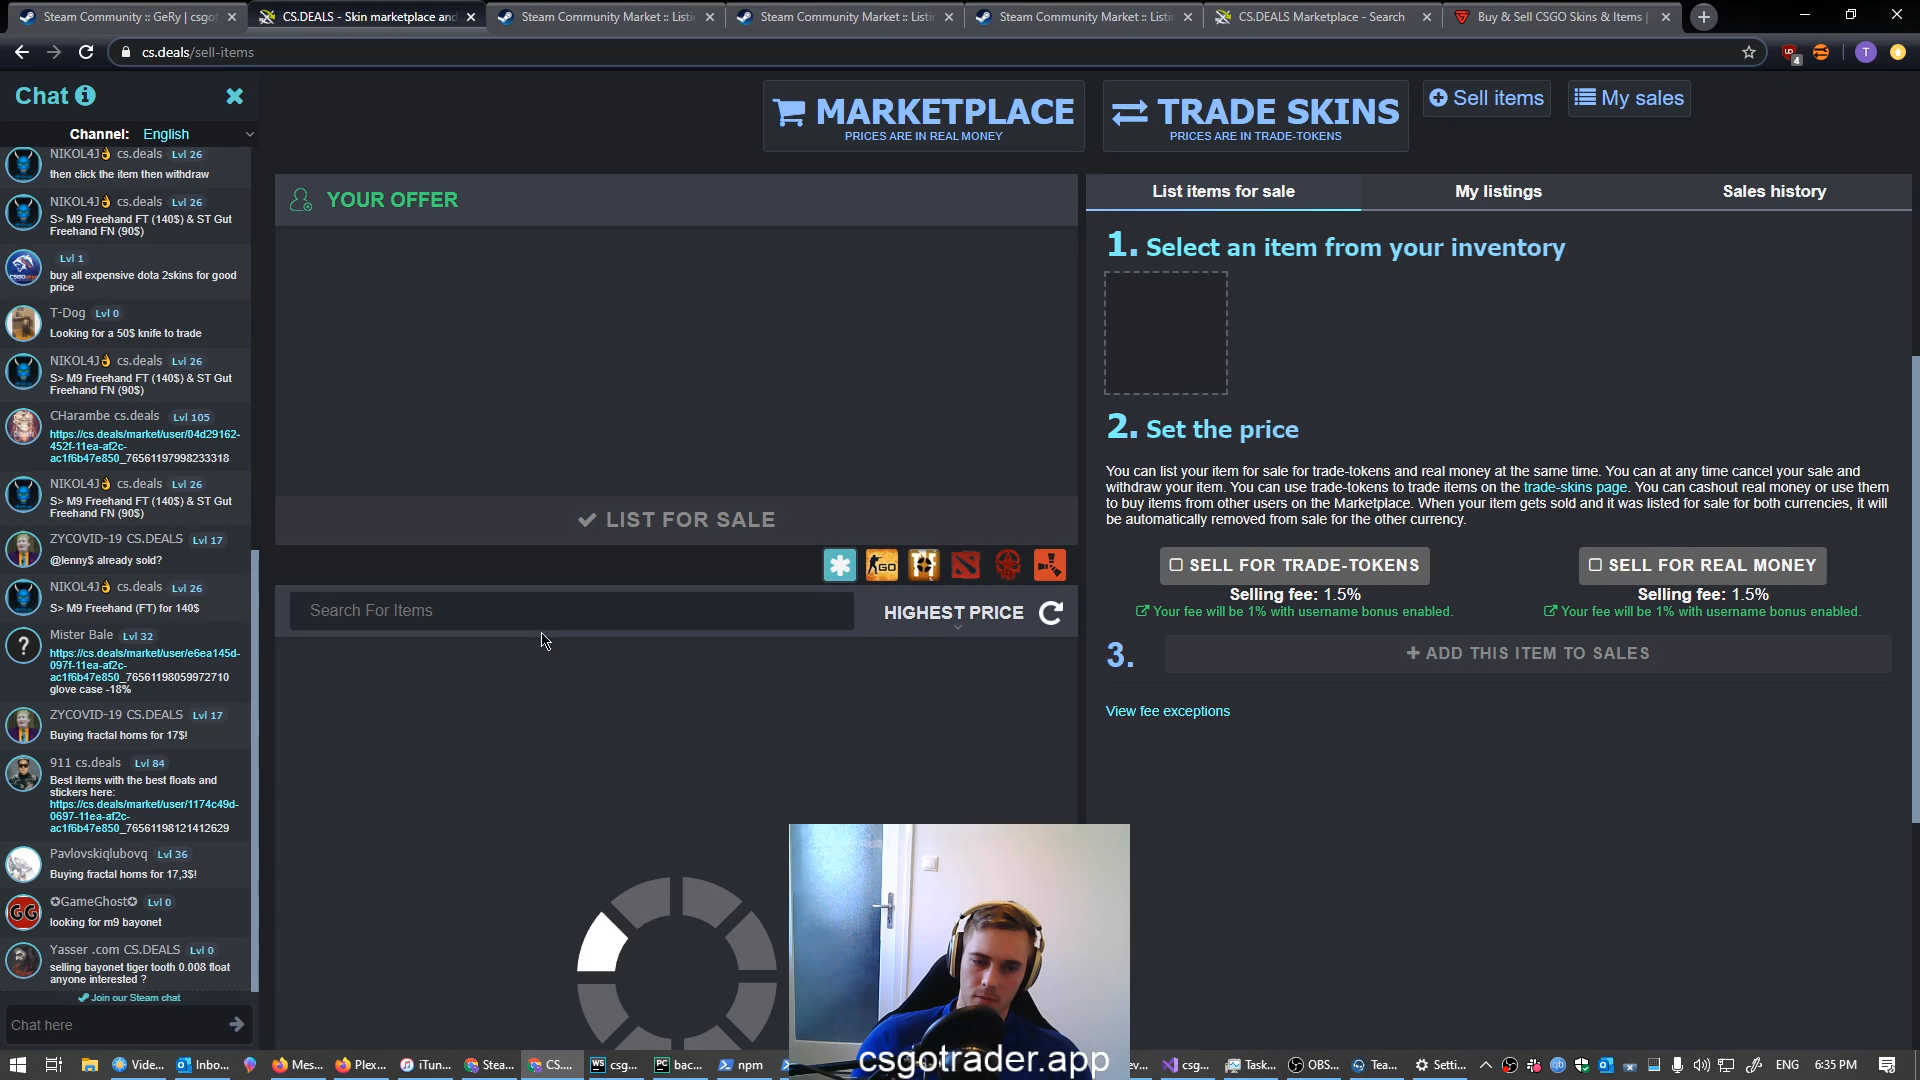 Steam Community :: GeRy | csgot
CS.DEALS - Skin marketplace and
Steam Community Market :: Listi
Steam Community Market :: Listi
Steam Community Market :: Listi
CS.DEALS Marketplace - Search
Buy & Sell CSGO Skins & Items |
cs.deals/sell-items
4
T
Chat
Channel: English
NIKOL4J👌 cs.deals Lvl 26
then click the item then withdraw
NIKOL4J👌 cs.deals Lvl 26
S> M9 Freehand FT (140$) & ST Gut
Freehand FN (90$)
Lvl 1
buy all expensive dota 2skins for good
price
T-Dog Lvl 0
Looking for a 50$ knife to trade
NIKOL4J👌 cs.deals Lvl 26
S> M9 Freehand FT (140$) & ST Gut
Freehand FN (90$)
CHarambe cs.deals Lvl 105
https://cs.deals/market/user/04d29162-
452f-11ea-af2c-
ac1f6b47e850_76561197998233318
NIKOL4J👌 cs.deals Lvl 26
S> M9 Freehand FT (140$) & ST Gut
Freehand FN (90$)
ZYCOVID-19 CS.DEALS Lvl 17
@lenny$ already sold?
NIKOL4J👌 cs.deals Lvl 26
S> M9 Freehand (FT) for 140$
Mister Bale Lvl 32
https://cs.deals/market/user/e6ea145d-
097f-11ea-af2c-
ac1f6b47e850_76561198059972710
glove case -18%
ZYCOVID-19 CS.DEALS Lvl 17
Buying fractal horns for 17$!
911 cs.deals Lvl 84
Best items with the best floats and
stickers here:
https://cs.deals/market/user/1174c49d-
0697-11ea-af2c-
ac1f6b47e850_76561198121412629
Pavlovskiqlubovq Lvl 36
Buying fractal horns for 17,3$!
✪GameGhost✪ Lvl 0
looking for m9 bayonet
Yasser .com CS.DEALS Lvl 0
selling bayonet tiger tooth 0.008 float
anyone interested ?
Join our Steam chat
Chat here
MARKETPLACE
PRICES ARE IN REAL MONEY
TRADE SKINS
PRICES ARE IN TRADE-TOKENS
Sell items
My sales
YOUR OFFER
LIST FOR SALE
Search For Items
HIGHEST PRICE
List items for sale
My listings
Sales history
1. Select an item from your inventory
2. Set the price
You can list your item for sale for trade-tokens and real money at the same time. You can at any time cancel your sale and
withdraw your item. You can use trade-tokens to trade items on the trade-skins page. You can cashout real money or use them
to buy items from other users on the Marketplace. When your item gets sold and it was listed for sale for both currencies, it will
be automatically removed from sale for the other currency.
SELL FOR TRADE-TOKENS
Selling fee: 1.5%
Your fee will be 1% with username bonus enabled.
SELL FOR REAL MONEY
Selling fee: 1.5%
Your fee will be 1% with username bonus enabled.
3. + ADD THIS ITEM TO SALES
View fee exceptions
csgotrader.app
Vide... Inbo... Mes... Plex... iTun... Stea... CS.... csg... bac... npm ev... csg... Task... OBS... Tea... Setti... ENG 6:35 PM